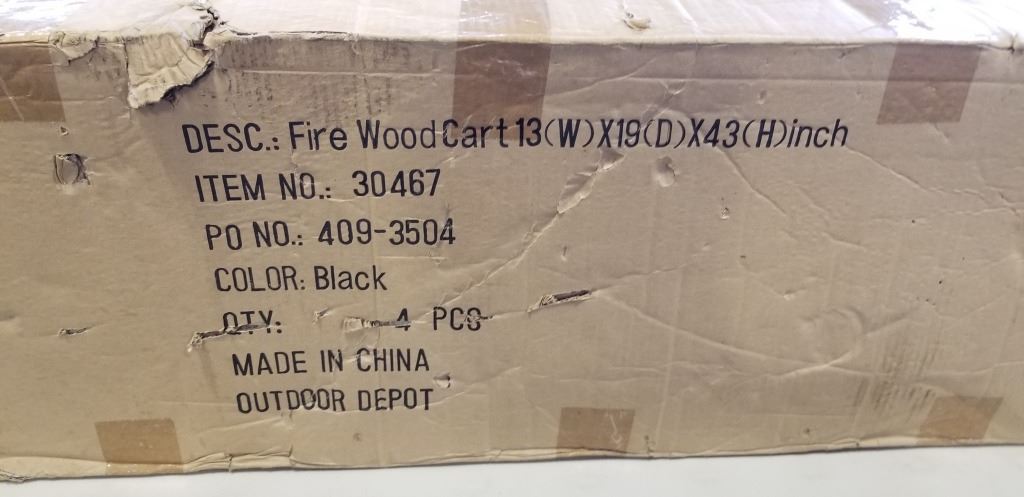 DESC.: Fire Wood Cart 13(W)X19(D)X43(H)inch
ITEM NO.: 30467
PO NO.: 409-3504
COLOR: Black
QTY: 4 PCS
MADE IN CHINA
OUTDOOR DEPOT